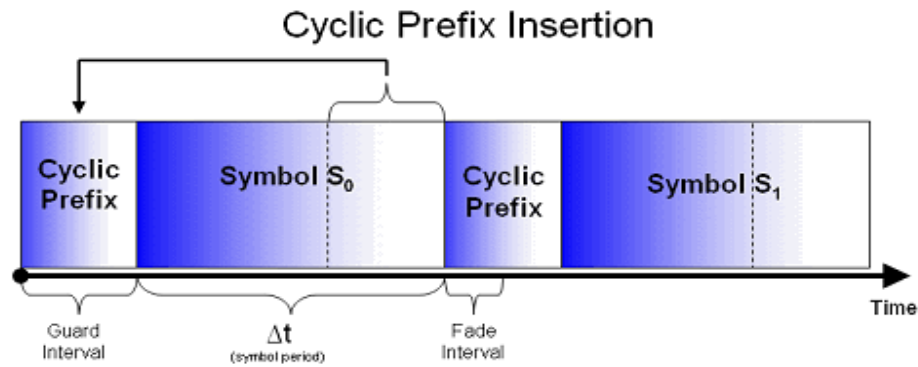 Cyclic Prefix Insertion
Cyclic
Prefix
Symbol S₀
Cyclic
Prefix
Symbol S₁
Time
Guard
Interval
Δt
(symbol period)
Fade
Interval